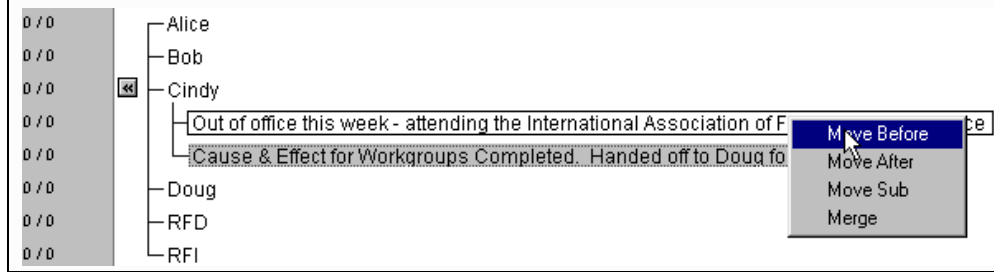 0 / 0 Alice
0 / 0 Bob
0 / 0 « Cindy
0 / 0 Out of office this week - attending the International Association of ce
Move Before
0 / 0 Cause & Effect for Workgroups Completed. Handed off to Doug fo
Move After
0 / 0 Doug
Move Sub
0 / 0 RFD
Merge
0 / 0 RFI